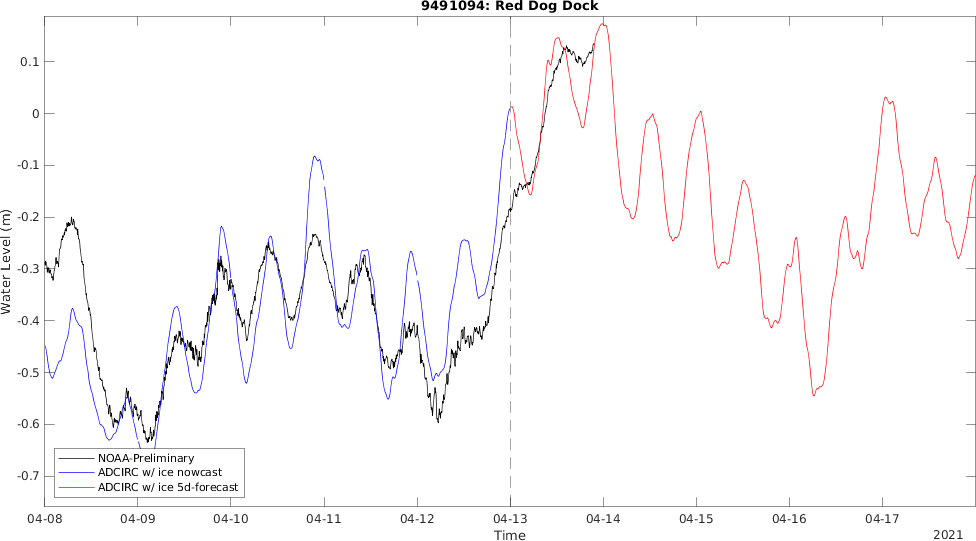 9491094: Red Dog Dock
Water Level (m)
0.1
0
-0.1
-0.2
-0.3
-0.4
-0.5
-0.6
-0.7
NOAA-Preliminary
ADCIRC w/ ice nowcast
ADCIRC w/ ice 5d-forecast
04-08 04-09 04-10 04-11 04-12 04-13 04-14 04-15 04-16 04-17
Time
2021